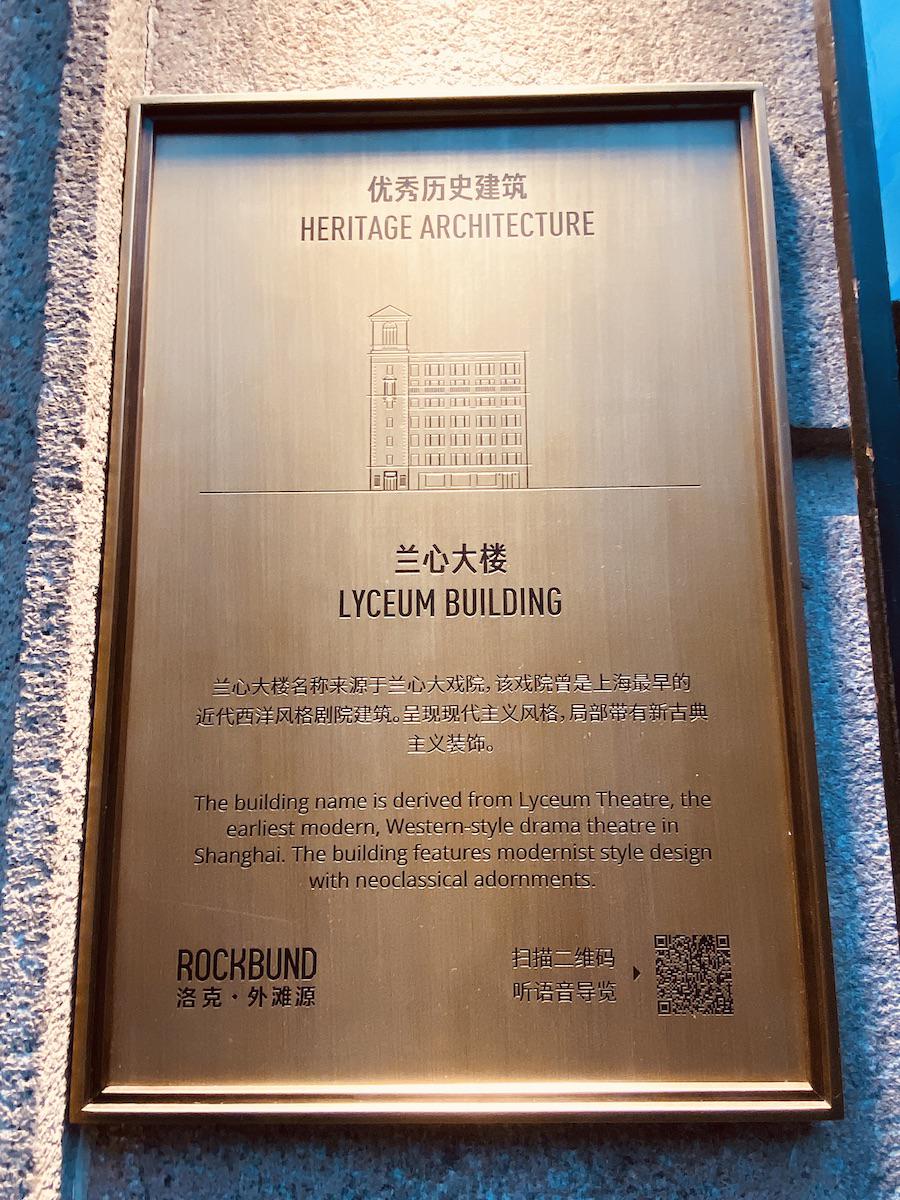 优秀历史建筑
HERITAGE ARCHITECTURE
兰心大楼
LYCEUM BUILDING
兰心大楼名称来源于兰心大戏院，该戏院曾是上海最早的
近代西洋风格剧院建筑。呈现现代主义风格，局部带有新古典
主义装饰。
The building name is derived from Lyceum Theatre, the
earliest modern, Western-style drama theatre in
Shanghai. The building features modernist style design
with neoclassical adornments.
ROCKBUND
洛克·外滩源
扫描二维码
听语音导览